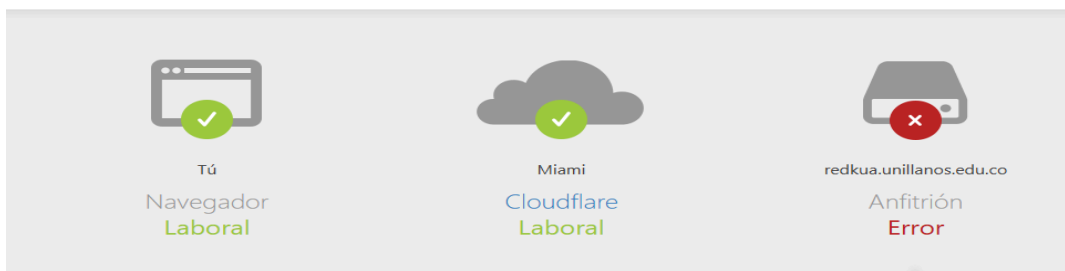 Tú
Navegador
Laboral
Miami
Cloudflare
Laboral
redkua.unillanos.edu.co
Anfitrión
Error